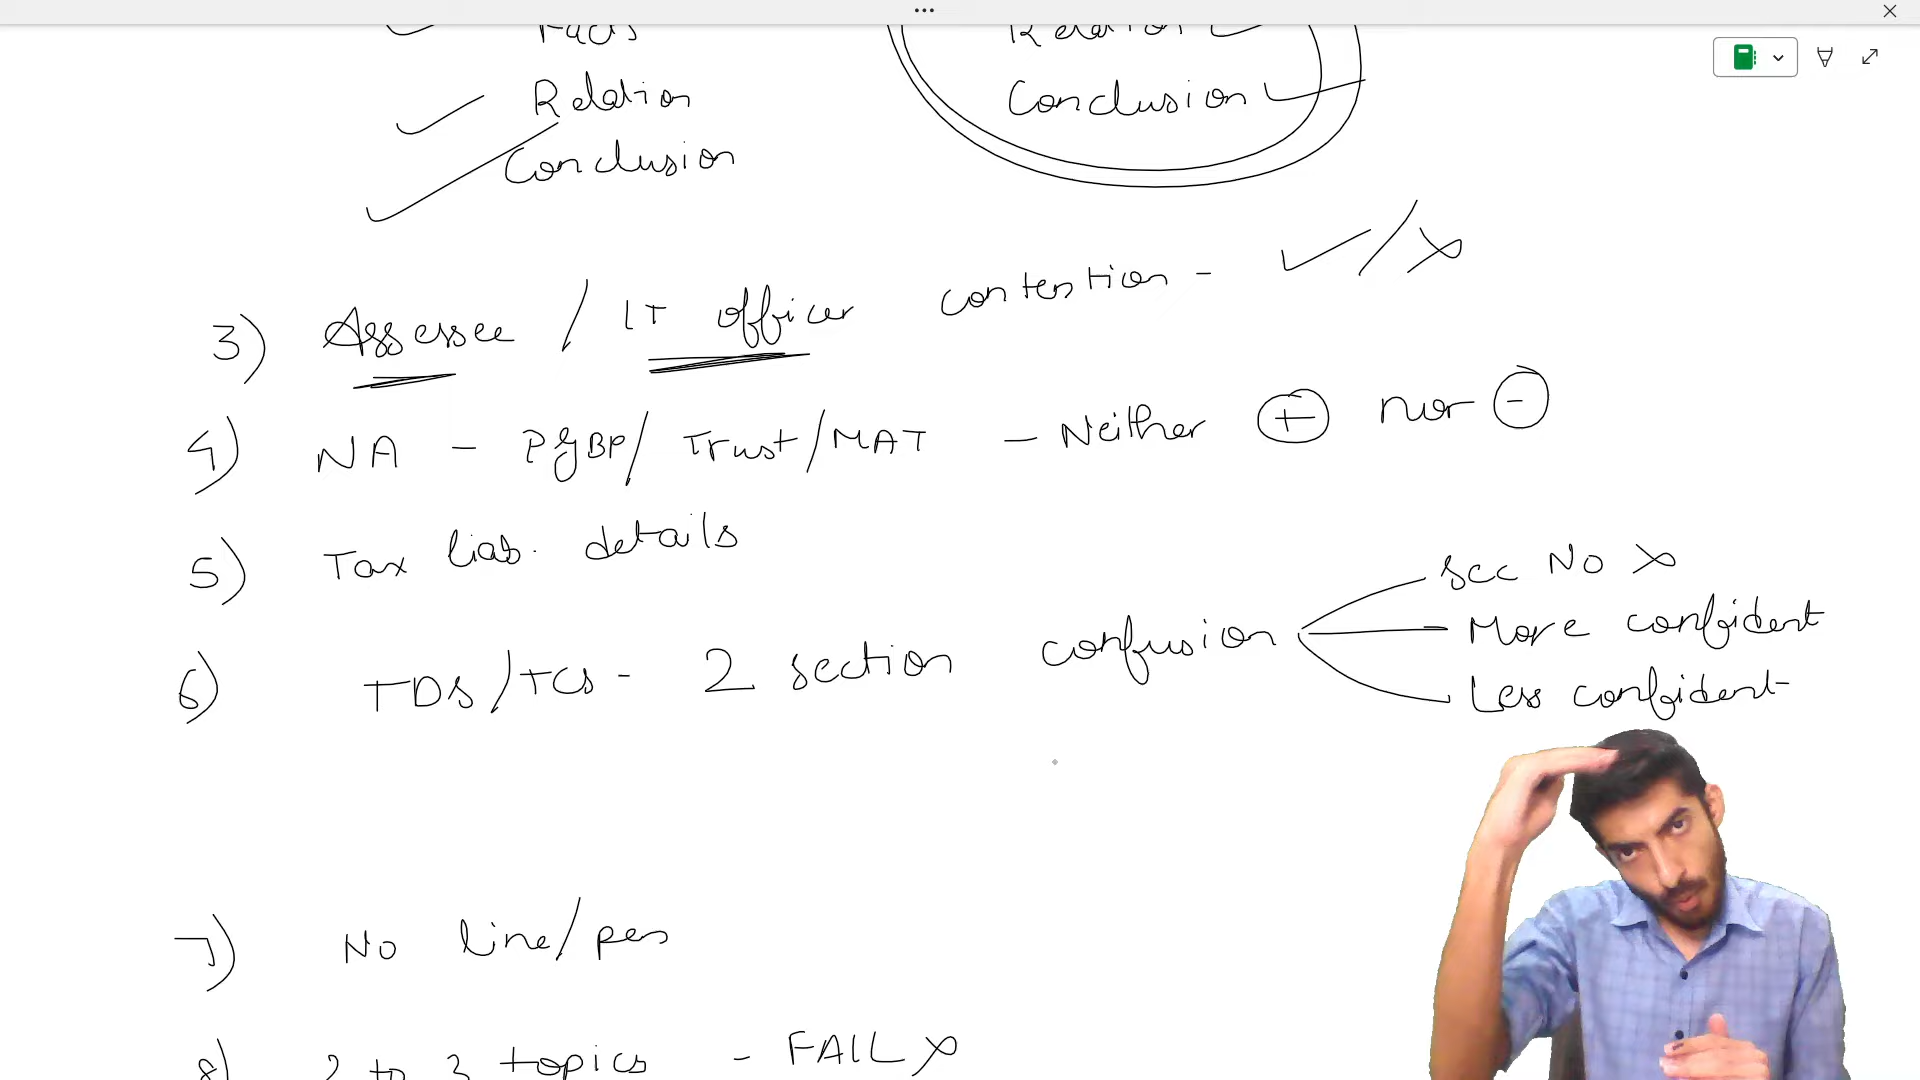 Facts
Relation
Conclusion
Relation
Conclusion
3) Assessee / IT officer contention - ✓/x
4) NA - PGBP/ Trust/MAT - Neither + nor -
5) Tax liab. details
6) TDS/TCS - 2 section confusion
Sec No x
More confident
Less confident
7) No line/pen
8) 2 to 3 topics - FAIL x